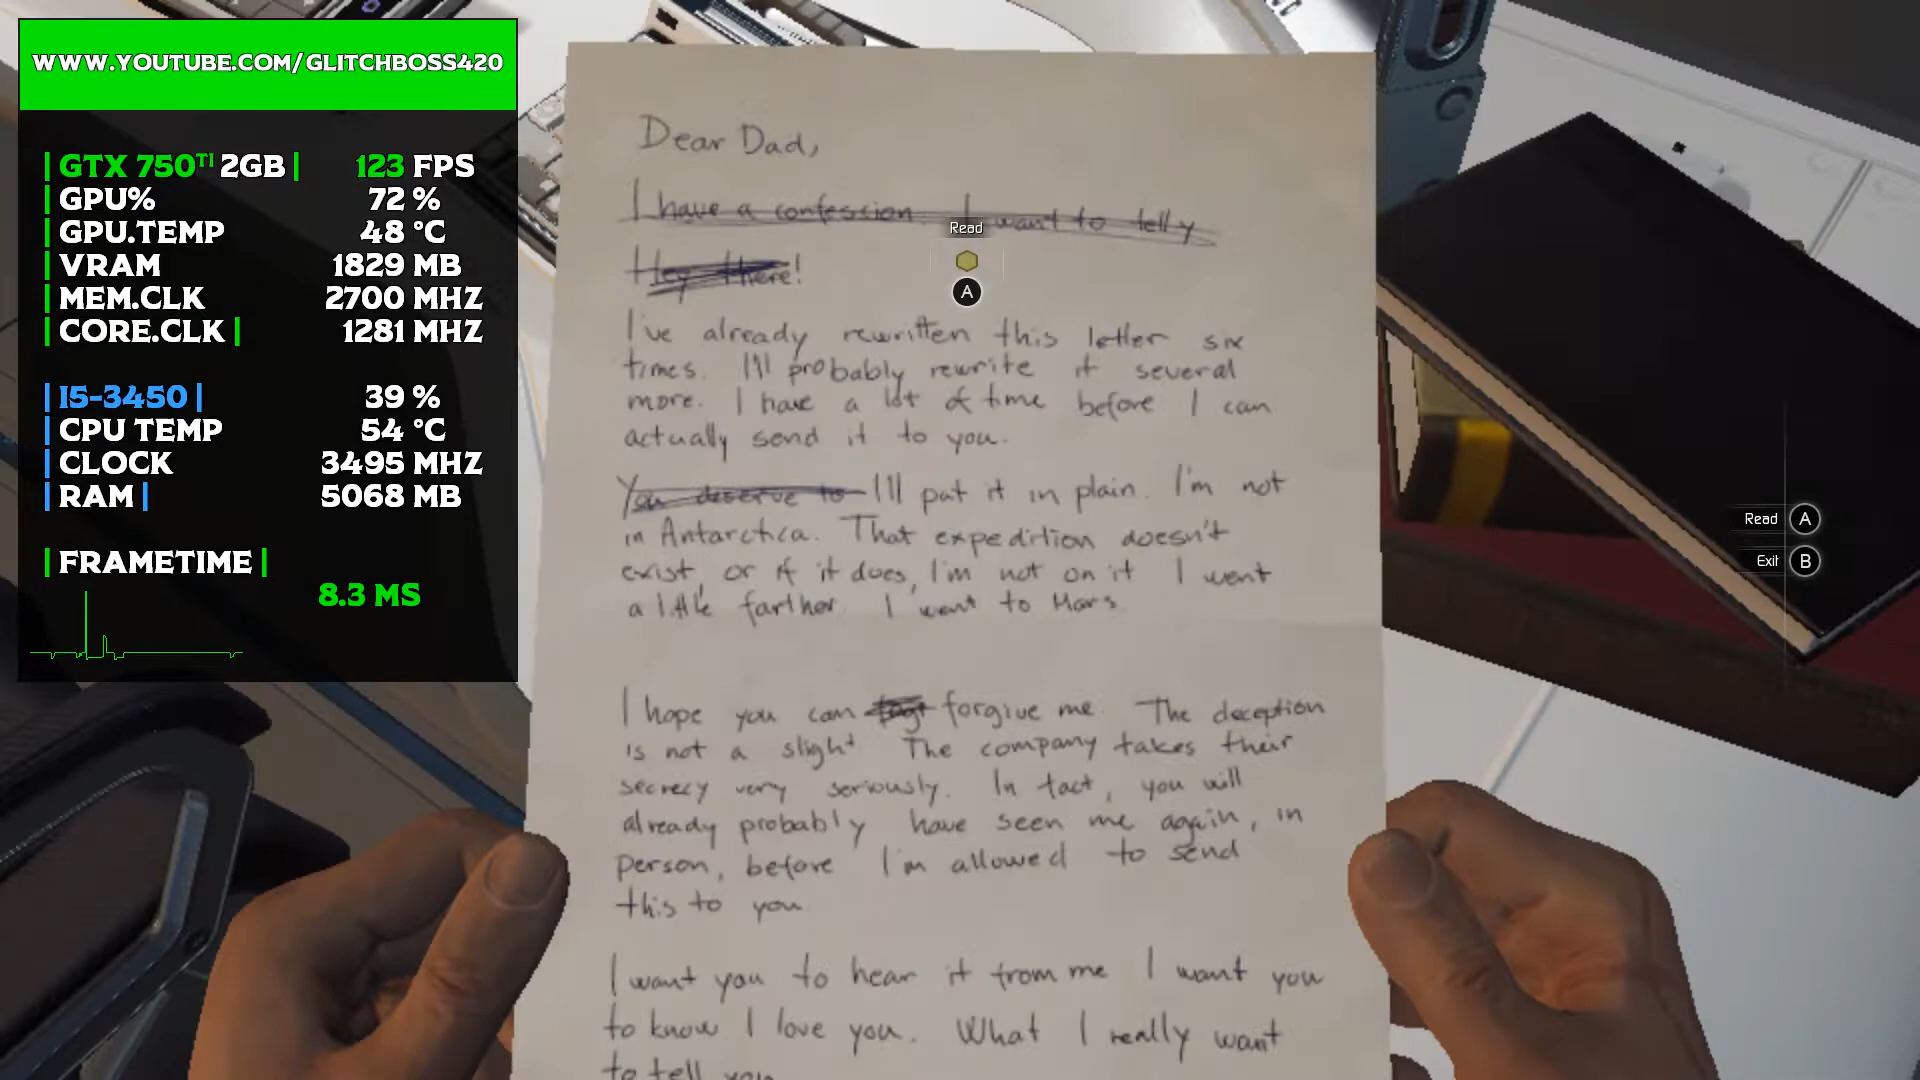 WWW.YOUTUBE.COM/GLITCHBOSS420
| GTX 750TI 2GB | 123 FPS
| GPU% 72 %
| GPU.TEMP 48 °C
| VRAM 1829 MB
| MEM.CLK 2700 MHZ
| CORE.CLK | 1281 MHZ
| I5-3450 | 39 %
| CPU TEMP 54 °C
| CLOCK 3495 MHZ
| RAM | 5068 MB
| FRAMETIME |
8.3 MS
Dear Dad,
I have a confession. I want to tell y
Read
A
Hey there!
I've already rewritten this letter six
times. I'll probably rewrite it several
more. I have a lot of time before I can
actually send it to you.
You deserve to I'll put it in plain. I'm not
in Antarctica. That expedition doesn't
exist, or if it does, I'm not on it. I went
a little farther. I went to Mars.
I hope you can forgive me. The deception
is not a slight. The company takes their
secrecy very seriously. In fact, you will
already probably have seen me again, in
person, before I'm allowed to send
this to you.
I want you to hear it from me. I want you
to know I love you. What I really want
to tell you
Read A
Exit B